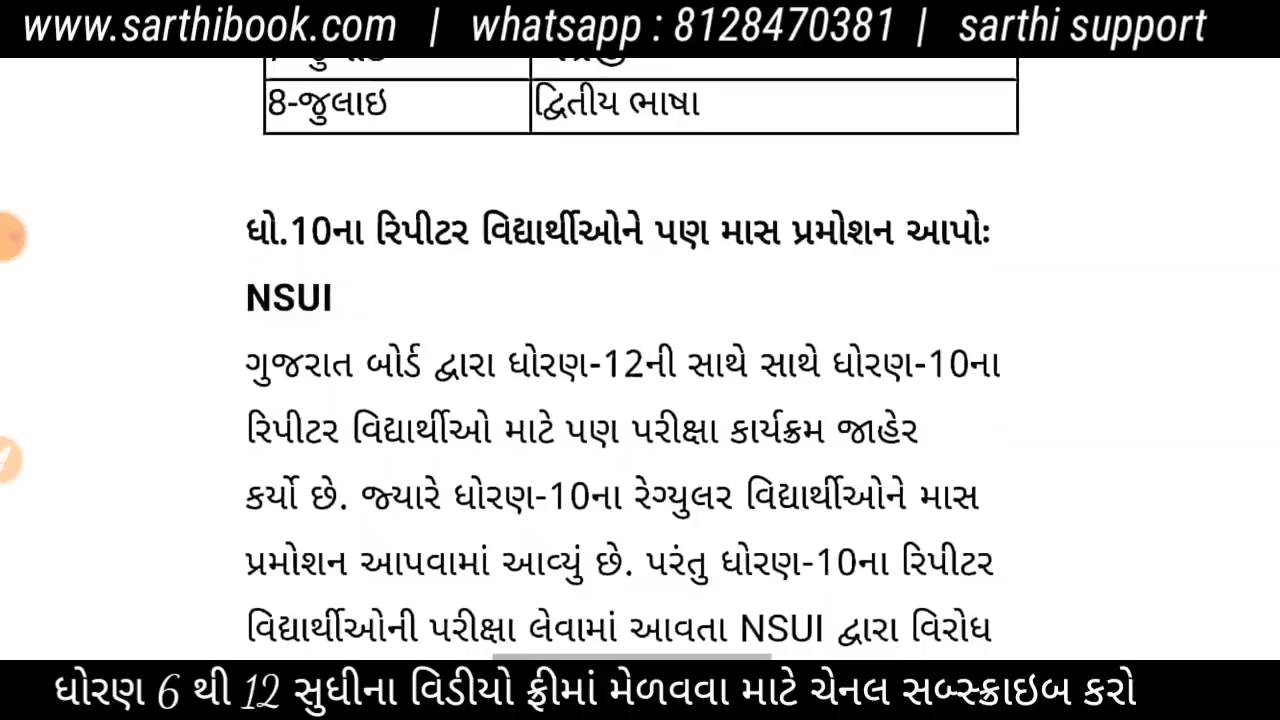 www.sarthibook.com | whatsapp : 8128470381 | sarthi support
8-જુલાઇ દ્વિતીય ભાષા
ધો.10ના રિપીટર વિદ્યાર્થીઓને પણ માસ પ્રમોશન આપોઃ
NSUI
ગુજરાત બોર્ડ દ્વારા ધોરણ-12ની સાથે સાથે ધોરણ-10ના
રિપીટર વિદ્યાર્થીઓ માટે પણ પરીક્ષા કાર્યક્રમ જાહેર
કર્યો છે. જ્યારે ધોરણ-10ના રેગ્યુલર વિદ્યાર્થીઓને માસ
પ્રમોશન આપવામાં આવ્યું છે. પરંતુ ધોરણ-10ના રિપીટર
વિદ્યાર્થીઓની પરીક્ષા લેવામાં આવતા NSUI દ્વારા વિરોધ
ધોરણ 6 થી 12 સુધીના વિડીયો ફ્રીમાં મેળવવા માટે ચેનલ સબ્સ્ક્રાઇબ કરો